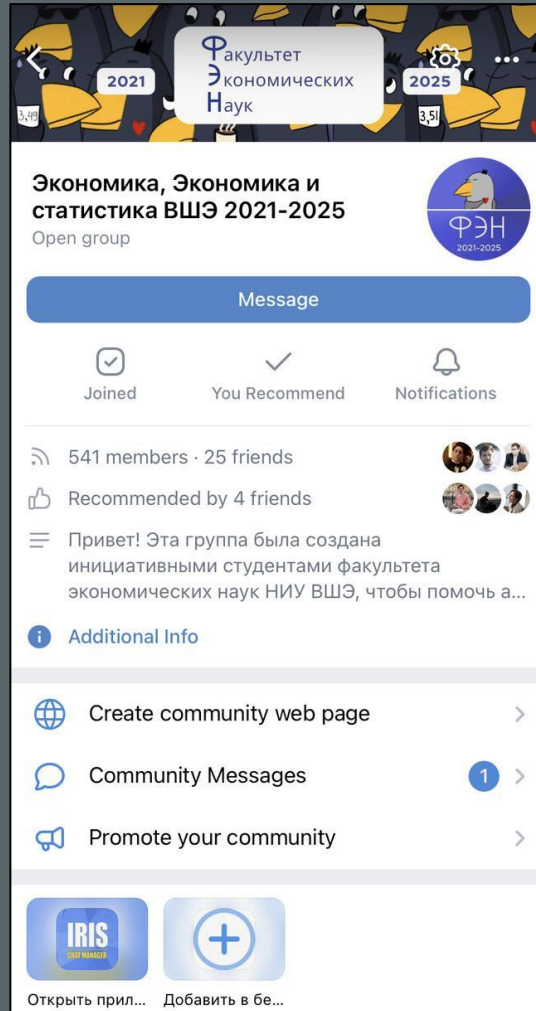 Факультет
Экономических
Наук
2021
2025
3,49
3,51
Экономика, Экономика и
статистика ВШЭ 2021-2025
Open group
ФЭН
2021-2025
Message
Joined
You Recommend
Notifications
541 members · 25 friends
Recommended by 4 friends
Привет! Эта группа была создана
инициативными студентами факультета
экономических наук НИУ ВШЭ, чтобы помочь а...
Additional Info
Create community web page
Community Messages
1
Promote your community
IRIS
CHAT MANAGER
Открыть прил...
Добавить в бе...